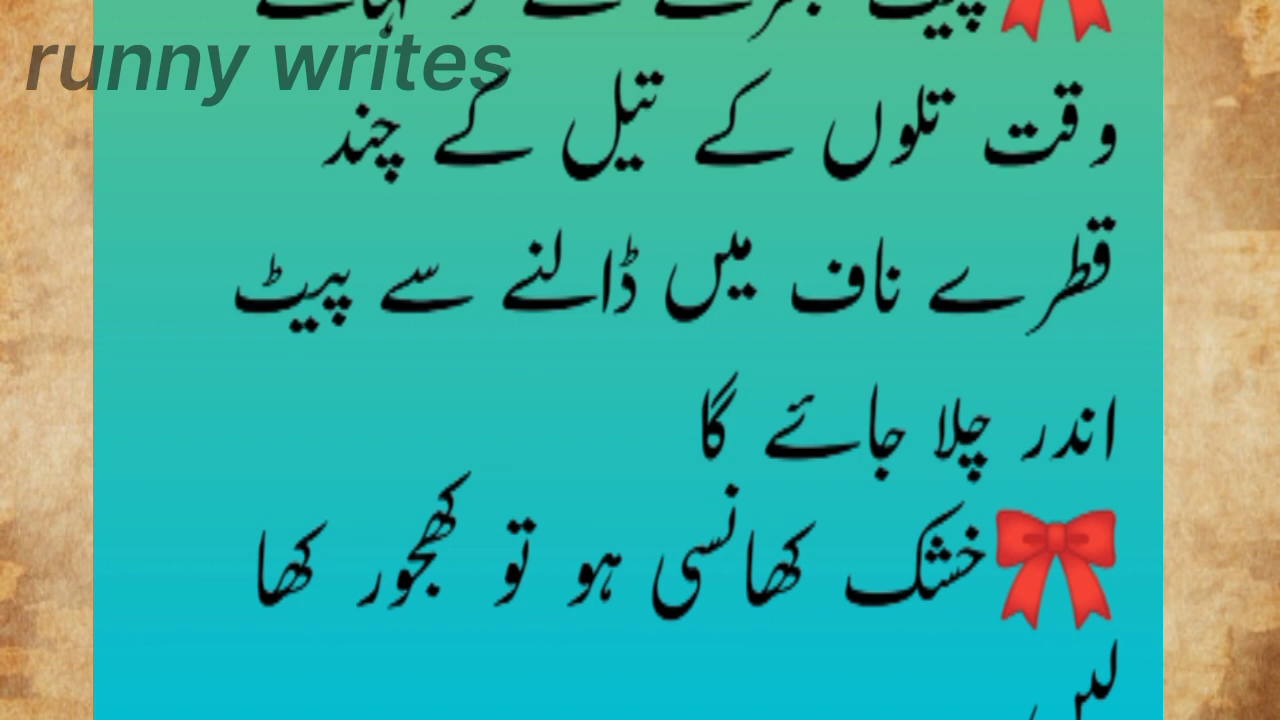 runny writes
وقت تلوں کے تیل کے چند
قطرے ناف میں ڈالنے سے پیٹ
اندر چلا جائے گا
خشک کھانسی ہو تو کھجور کھا
لیں